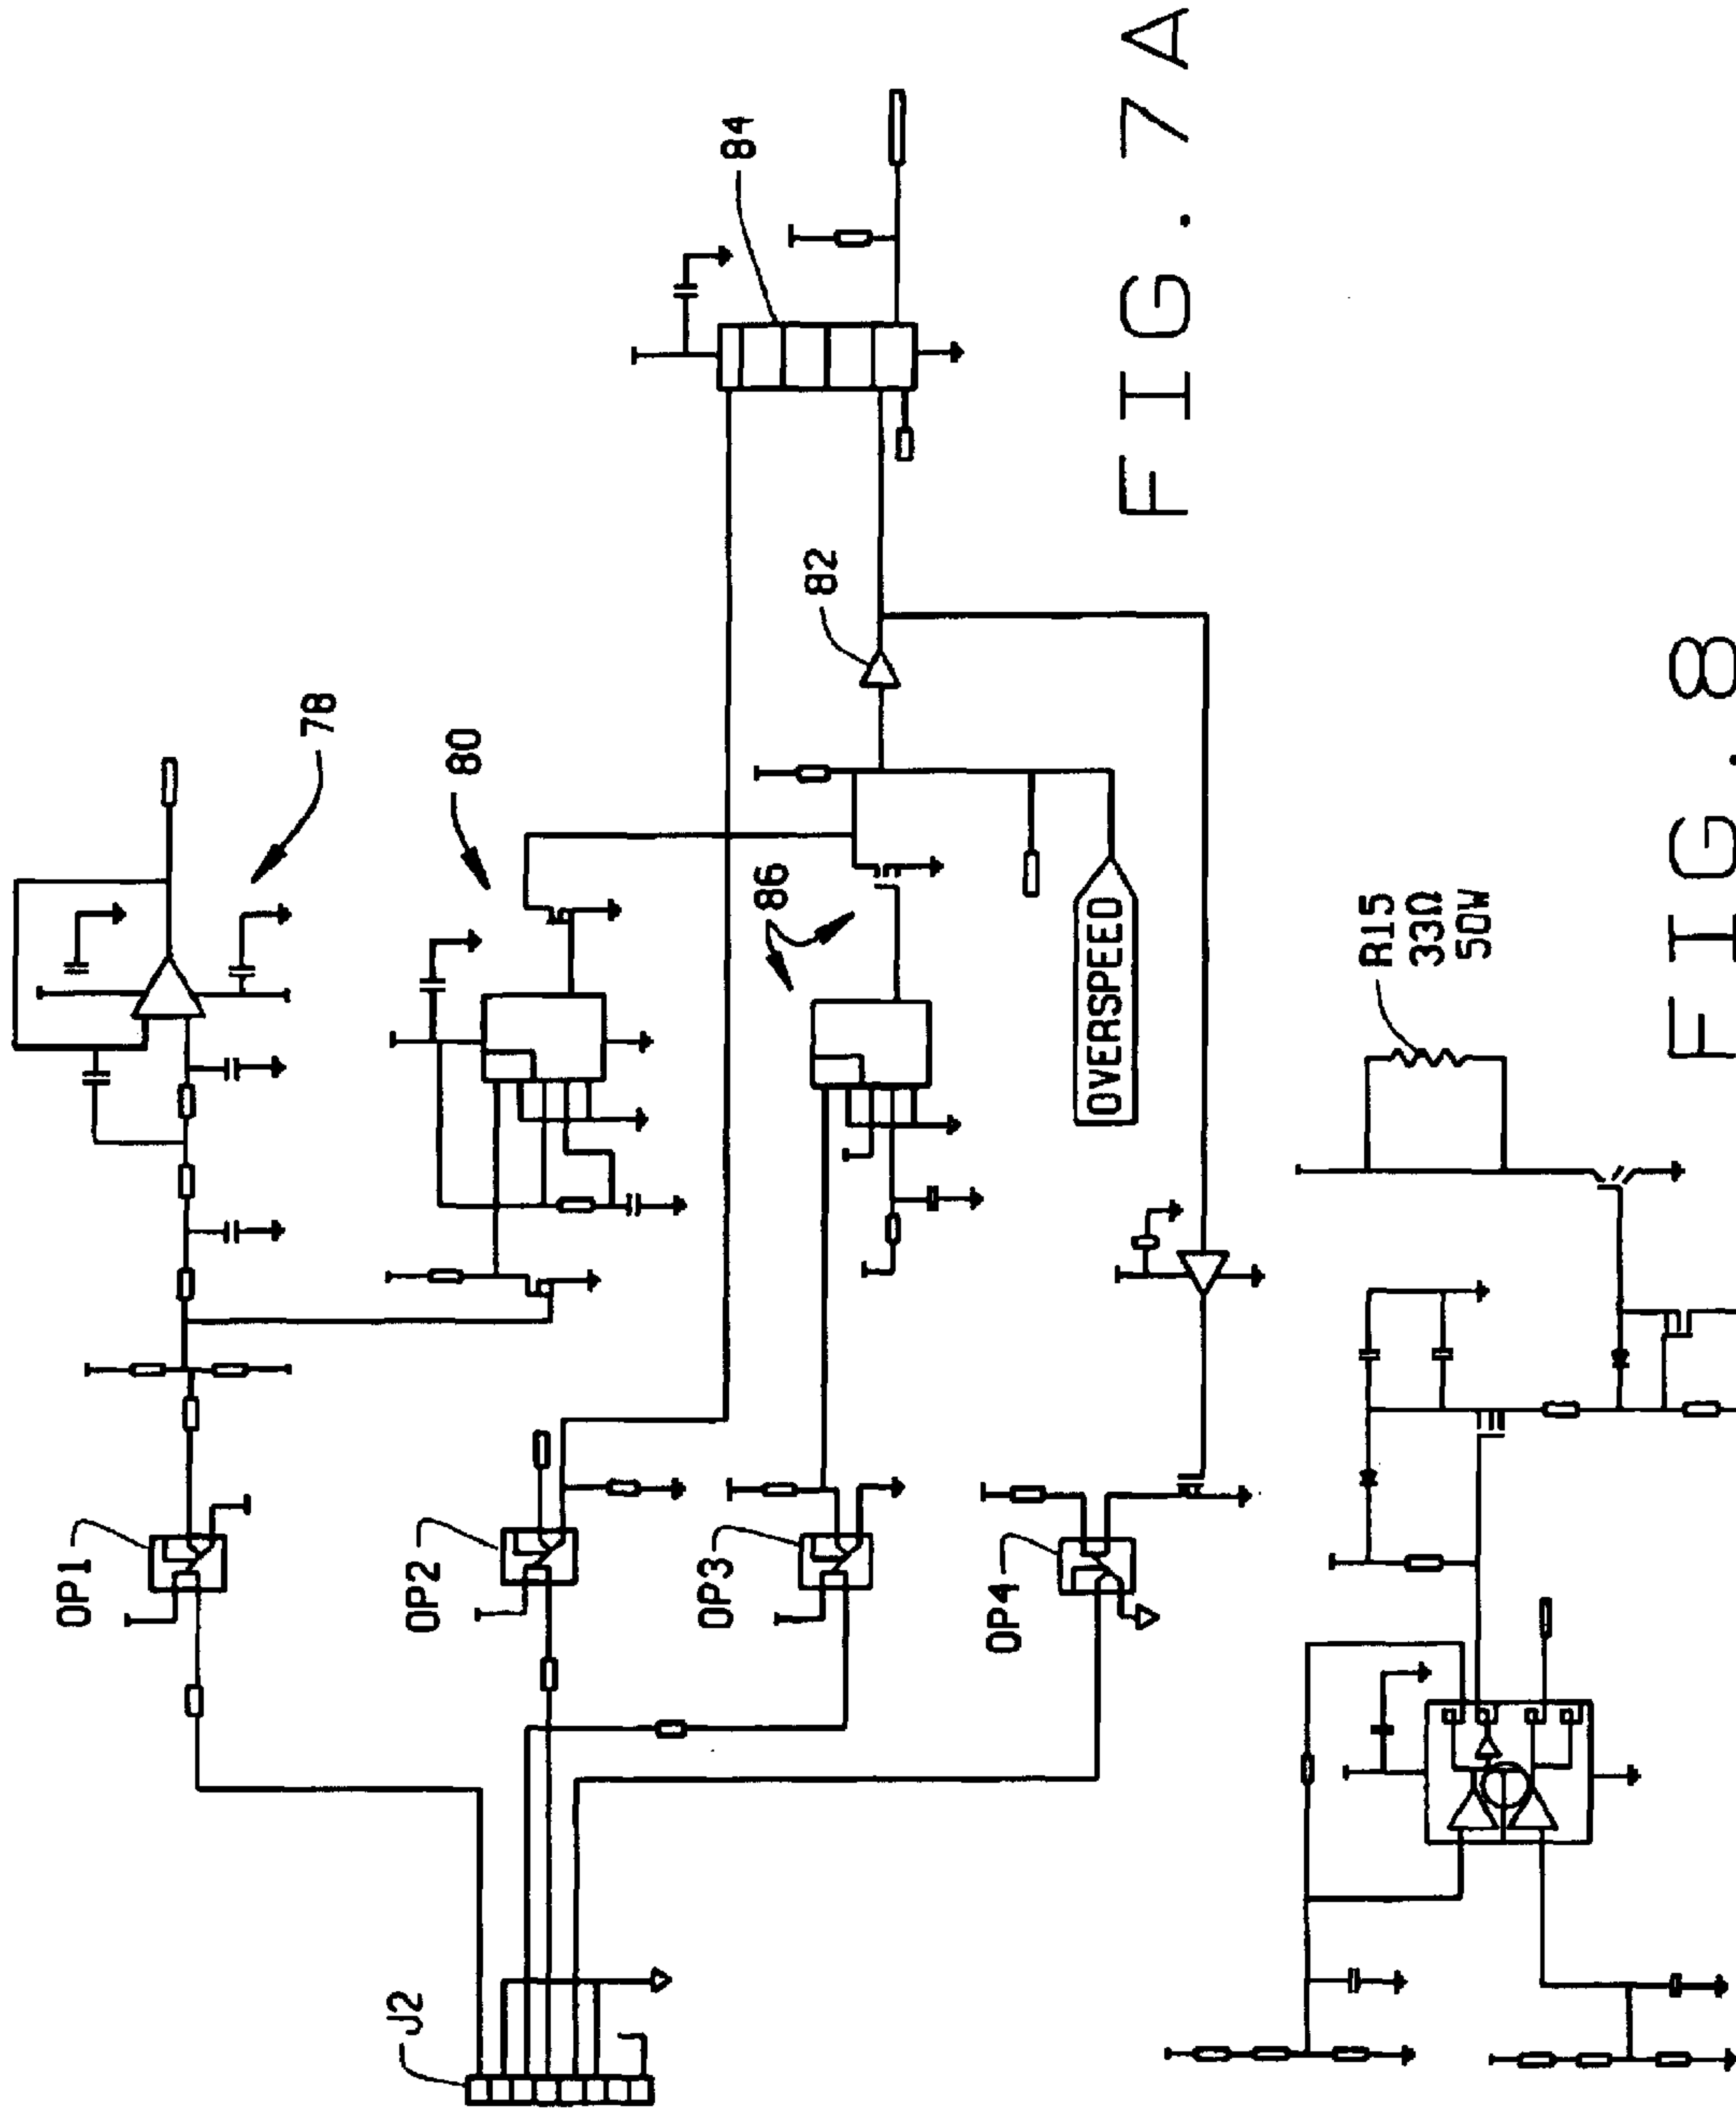 OP1
78
80
OP2
J2
84
82
86
OP3
OP4
OVERSPEED
FIG. 7A
R15
33Ω
50W
FIG. 8